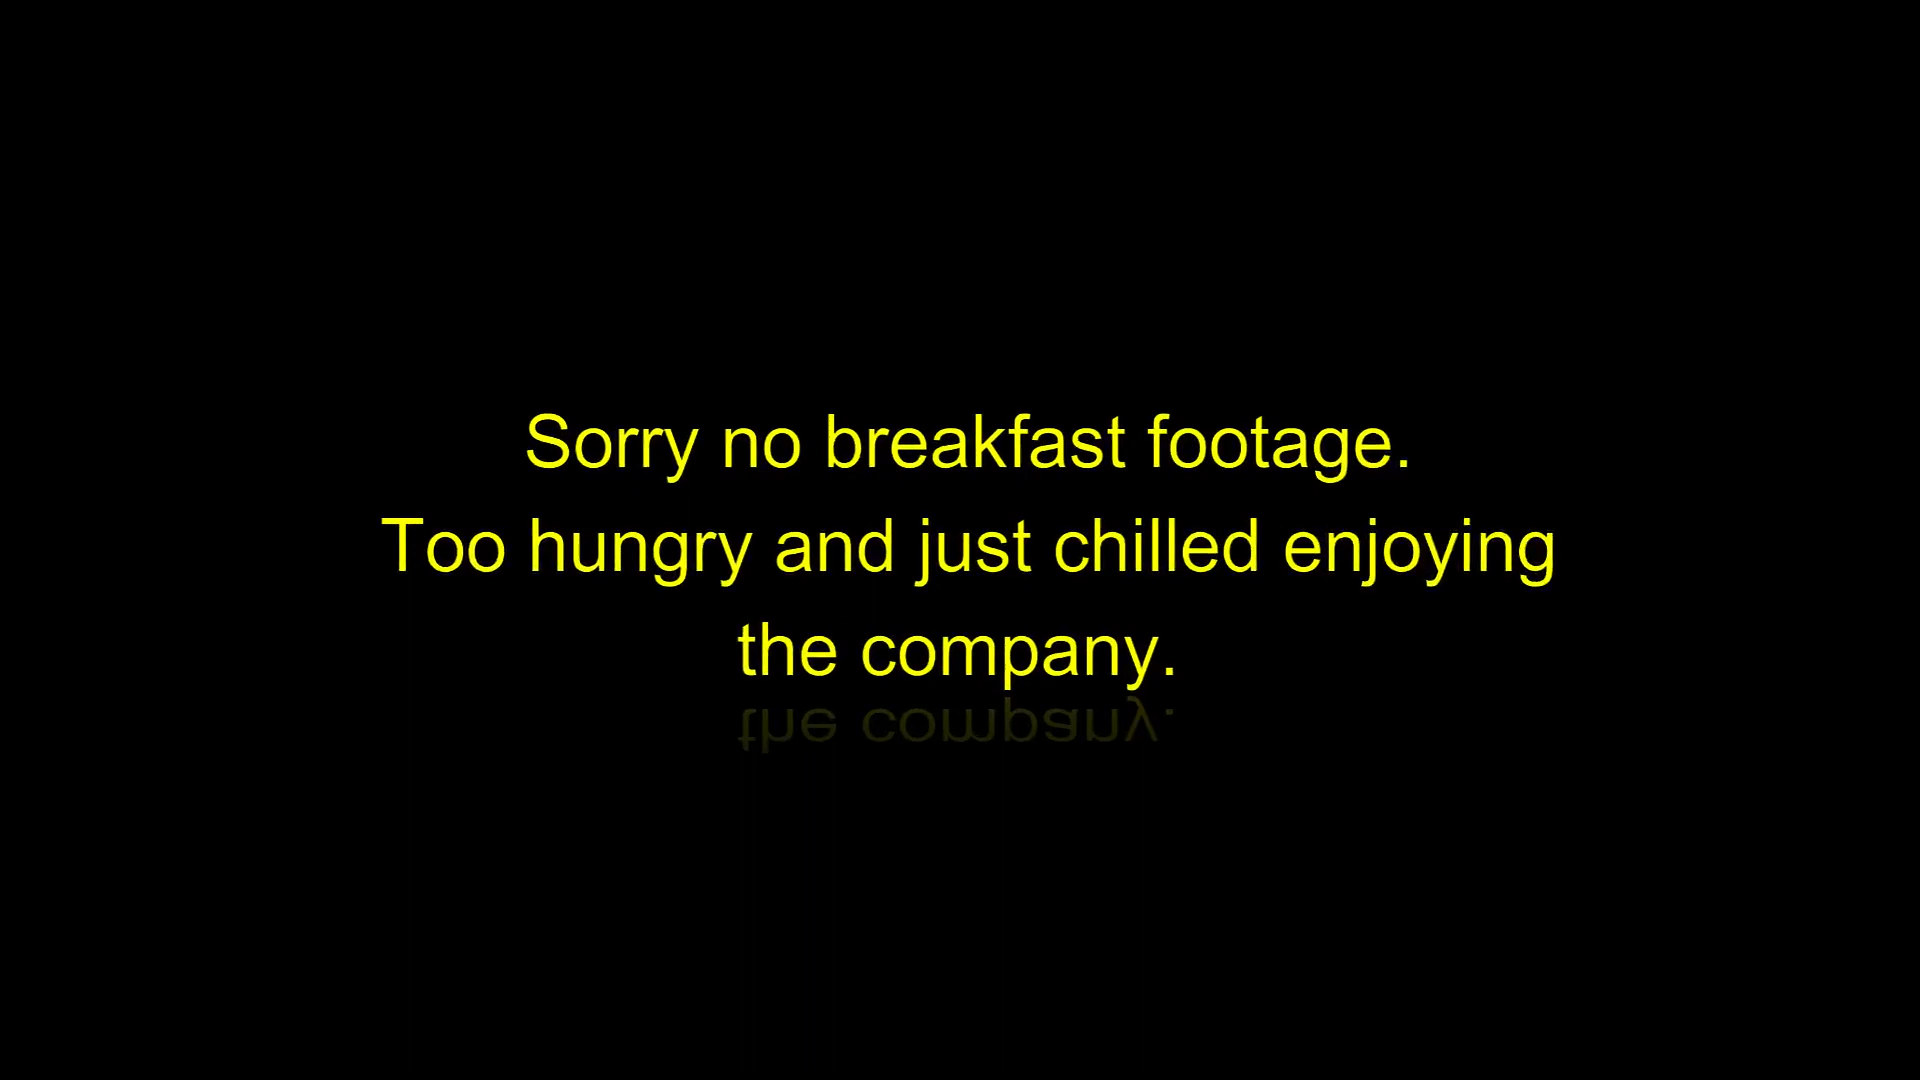 Sorry no breakfast footage.
Too hungry and just chilled enjoying
the company.